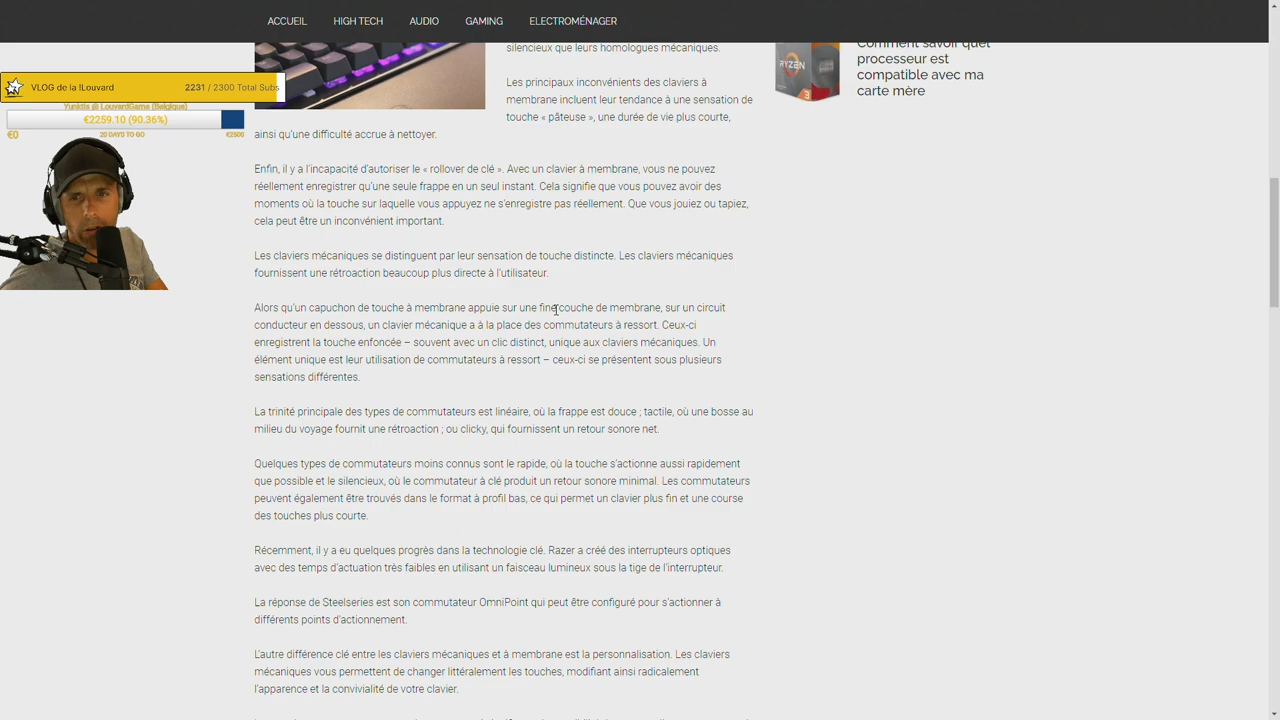 ACCUEIL HIGH TECH AUDIO GAMING ELECTROMÉNAGER
silencieux que leurs homologues mécaniques.
Comment savoir quel
processeur est
compatible avec ma
carte mère
RYZEN
3
VLOG de la !Louvard 2231 / 2300 Total Subs
Yunktis @ LouvardGame (Belgique)
€2259.10 (90.36%)
€0 20 DAYS TO GO €2500
Les principaux inconvénients des claviers à
membrane incluent leur tendance à une sensation de
touche « pâteuse », une durée de vie plus courte,
ainsi qu’une difficulté accrue à nettoyer.
Enfin, il y a l’incapacité d’autoriser le « rollover de clé ». Avec un clavier à membrane, vous ne pouvez
réellement enregistrer qu’une seule frappe en un seul instant. Cela signifie que vous pouvez avoir des
moments où la touche sur laquelle vous appuyez ne s’enregistre pas réellement. Que vous jouiez ou tapiez,
cela peut être un inconvénient important.
Les claviers mécaniques se distinguent par leur sensation de touche distincte. Les claviers mécaniques
fournissent une rétroaction beaucoup plus directe à l’utilisateur.
Alors qu’un capuchon de touche à membrane appuie sur une fine couche de membrane, sur un circuit
conducteur en dessous, un clavier mécanique a à la place des commutateurs à ressort. Ceux-ci
enregistrent la touche enfoncée – souvent avec un clic distinct, unique aux claviers mécaniques. Un
élément unique est leur utilisation de commutateurs à ressort – ceux-ci se présentent sous plusieurs
sensations différentes.
La trinité principale des types de commutateurs est linéaire, où la frappe est douce ; tactile, où une bosse au
milieu du voyage fournit une rétroaction ; ou clicky, qui fournissent un retour sonore net.
Quelques types de commutateurs moins connus sont le rapide, où la touche s’actionne aussi rapidement
que possible et le silencieux, où le commutateur à clé produit un retour sonore minimal. Les commutateurs
peuvent également être trouvés dans le format à profil bas, ce qui permet un clavier plus fin et une course
des touches plus courte.
Récemment, il y a eu quelques progrès dans la technologie clé. Razer a créé des interrupteurs optiques
avec des temps d’actuation très faibles en utilisant un faisceau lumineux sous la tige de l’interrupteur.
La réponse de Steelseries est son commutateur OmniPoint qui peut être configuré pour s’actionner à
différents points d’actionnement.
L’autre différence clé entre les claviers mécaniques et à membrane est la personnalisation. Les claviers
mécaniques vous permettent de changer littéralement les touches, modifiant ainsi radicalement
l’apparence et la convivialité de votre clavier.